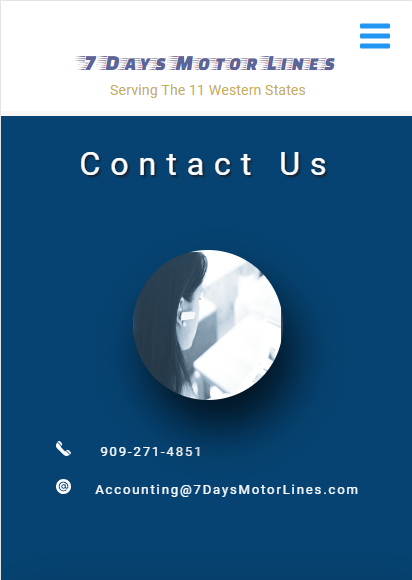 7 Days Motor Lines
Serving The 11 Western States
Contact Us
909-271-4851
Accounting@7DaysMotorLines.com